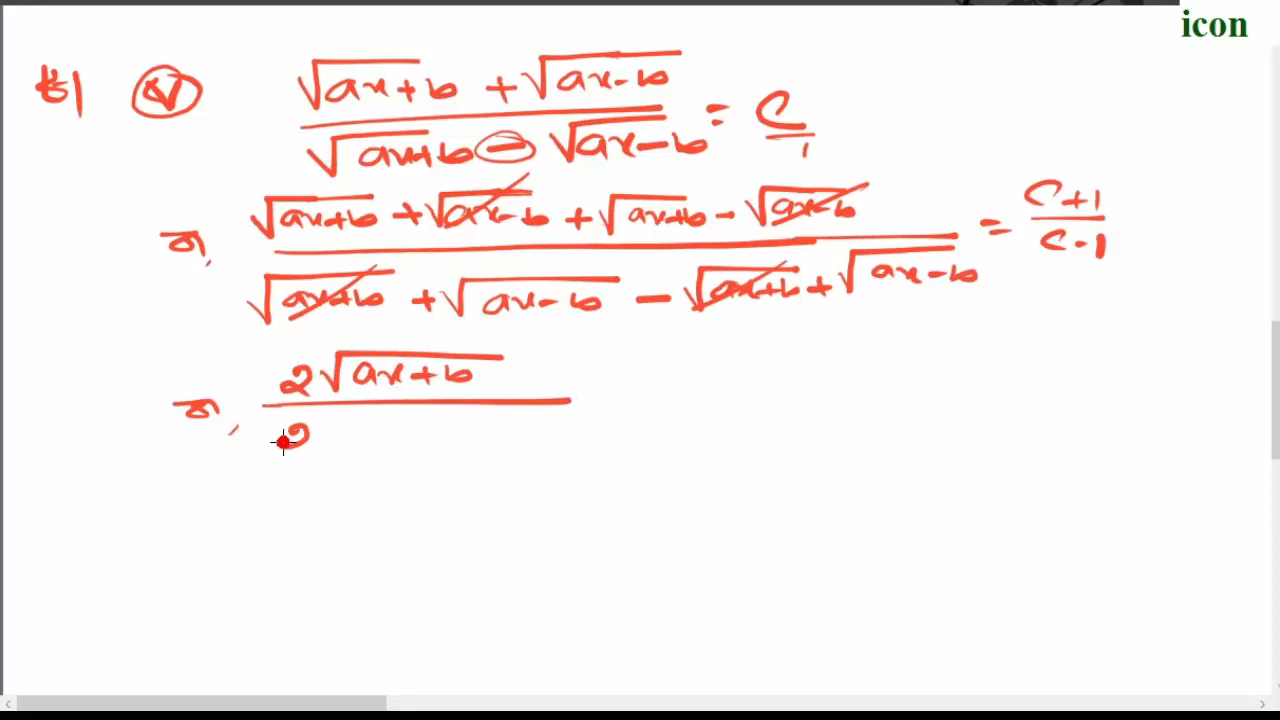 icon
ঙ। √(ax+b) + √(ax-b) / √(ax+b) - √(ax-b) = C/1
বা, √(ax+b) + √(ax-b) + √(ax+b) - √(ax-b) / √(ax+b) + √(ax-b) - √(ax+b) + √(ax-b) = C+1 / C-1
বা, 2√(ax+b) / 2